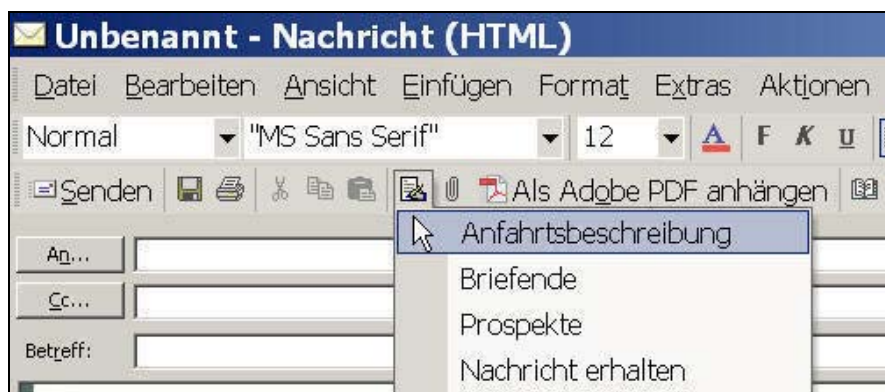 Unbenannt - Nachricht (HTML)
Datei Bearbeiten Ansicht Einfügen Format Extras Aktionen
Normal "MS Sans Serif" 12 A F K U
Senden Als Adobe PDF anhängen
Anfahrtsbeschreibung
An...
Briefende
Cc...
Prospekte
Betreff:
Nachricht erhalten